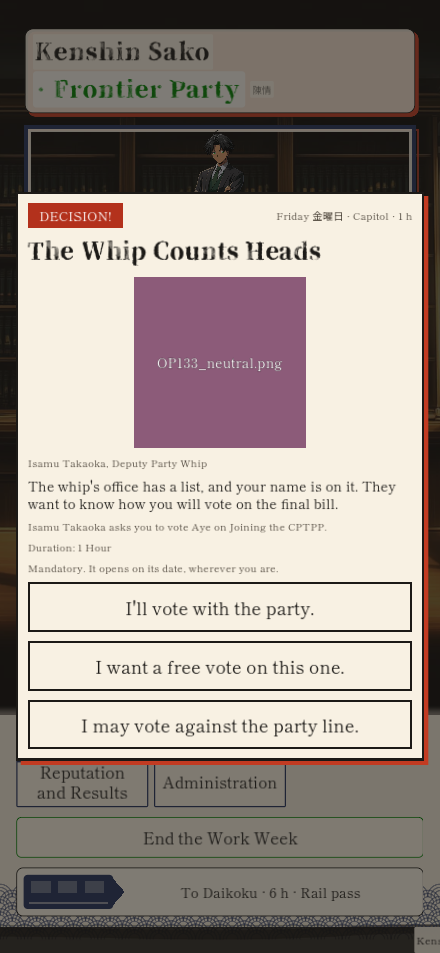 Kenshin Sako
· Frontier Party 陳情
DECISION!
Friday 金曜日 · Capitol · 1 h
The Whip Counts Heads
OP133_neutral.png
Isamu Takaoka, Deputy Party Whip
The whip's office has a list, and your name is on it. They
want to know how you will vote on the final bill.
Isamu Takaoka asks you to vote Aye on Joining the CPTPP.
Duration: 1 Hour
Mandatory. It opens on its date, wherever you are.
I'll vote with the party.
I want a free vote on this one.
I may vote against the party line.
Reputation
and Results
Administration
End the Work Week
To Daikoku · 6 h · Rail pass